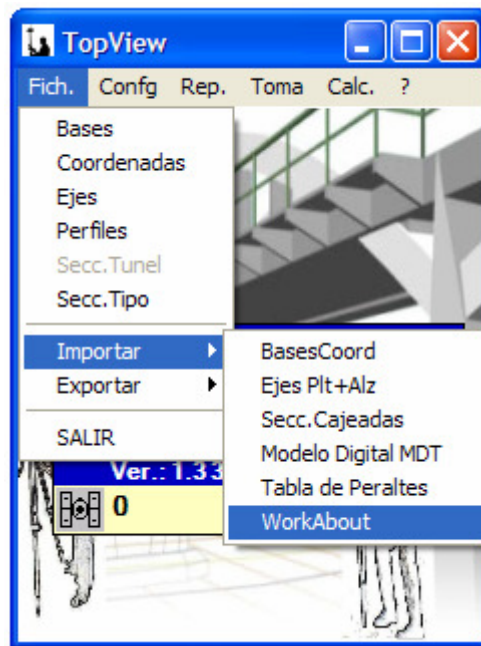 TopView
Fich. Confg Rep. Toma Calc. ?
Bases
Coordenadas
Ejes
Perfiles
Secc.Tunel
Secc.Tipo
Importar
Exportar
SALIR
BasesCoord
Ejes Plt+Alz
Secc.Cajeadas
Modelo Digital MDT
Tabla de Peraltes
WorkAbout
Ver.: 1.33
0